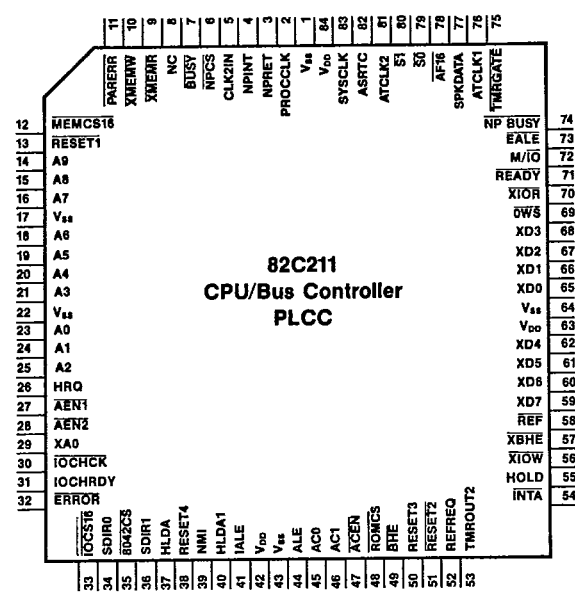 11 PARERR
10 XMEMW
9 XMEMR
8 NC
7 BUSY
6 NPCS
5 CLK2IN
4 NPINT
3 NPRET
2 PROCCLK
1 Vss
84 VDD
83 SYSCLK
82 ASRTC
81 ATCLK2
80 S1
79 S0
78 AF16
77 SPKDATA
76 ATCLK1
75 TMRGATE
12 MEMCS16
13 RESET1
14 A9
15 A8
16 A7
17 Vss
18 A6
19 A5
20 A4
21 A3
22 Vss
23 A0
24 A1
25 A2
26 HRQ
27 AEN1
28 AEN2
29 XA0
30 IOCHCK
31 IOCHRDY
32 ERROR
82C211
CPU/Bus Controller
PLCC
NP BUSY 74
EALE 73
M/IO 72
READY 71
XIOR 70
0WS 69
XD3 68
XD2 67
XD1 66
XD0 65
Vss 64
VDD 63
XD4 62
XD5 61
XD6 60
XD7 59
REF 58
XBHE 57
XIOW 56
HOLD 55
INTA 54
IOCS16 33
SDIR0 34
8042CS 35
SDIR1 36
HLDA 37
RESET4 38
NMI 39
HLDA1 40
IALE 41
VDD 42
Vss 43
ALE 44
AC0 45
AC1 46
ACEN 47
ROMCS 48
BHE 49
RESET3 50
RESET2 51
REFREQ 52
TMROUT2 53